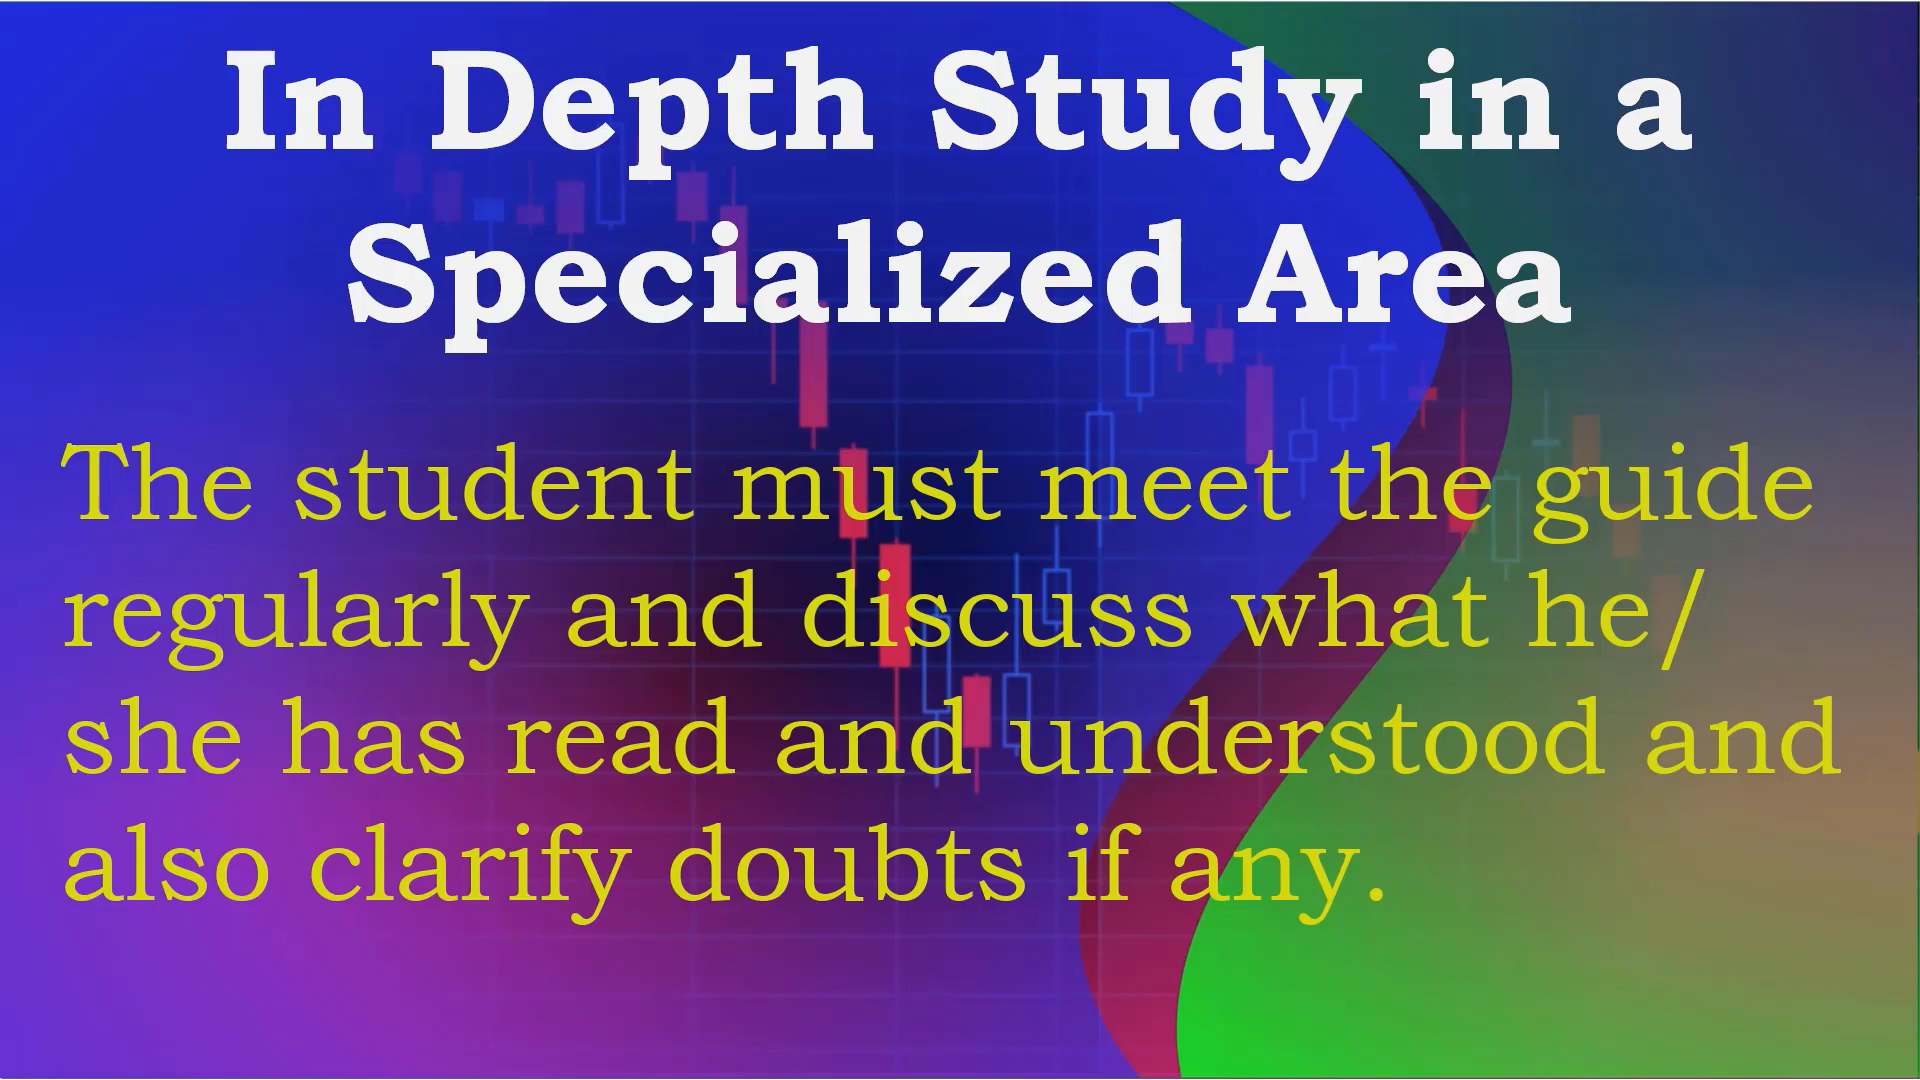 In Depth Study in a
Specialized Area
The student must meet the guide
regularly and discuss what he/
she has read and understood and
also clarify doubts if any.